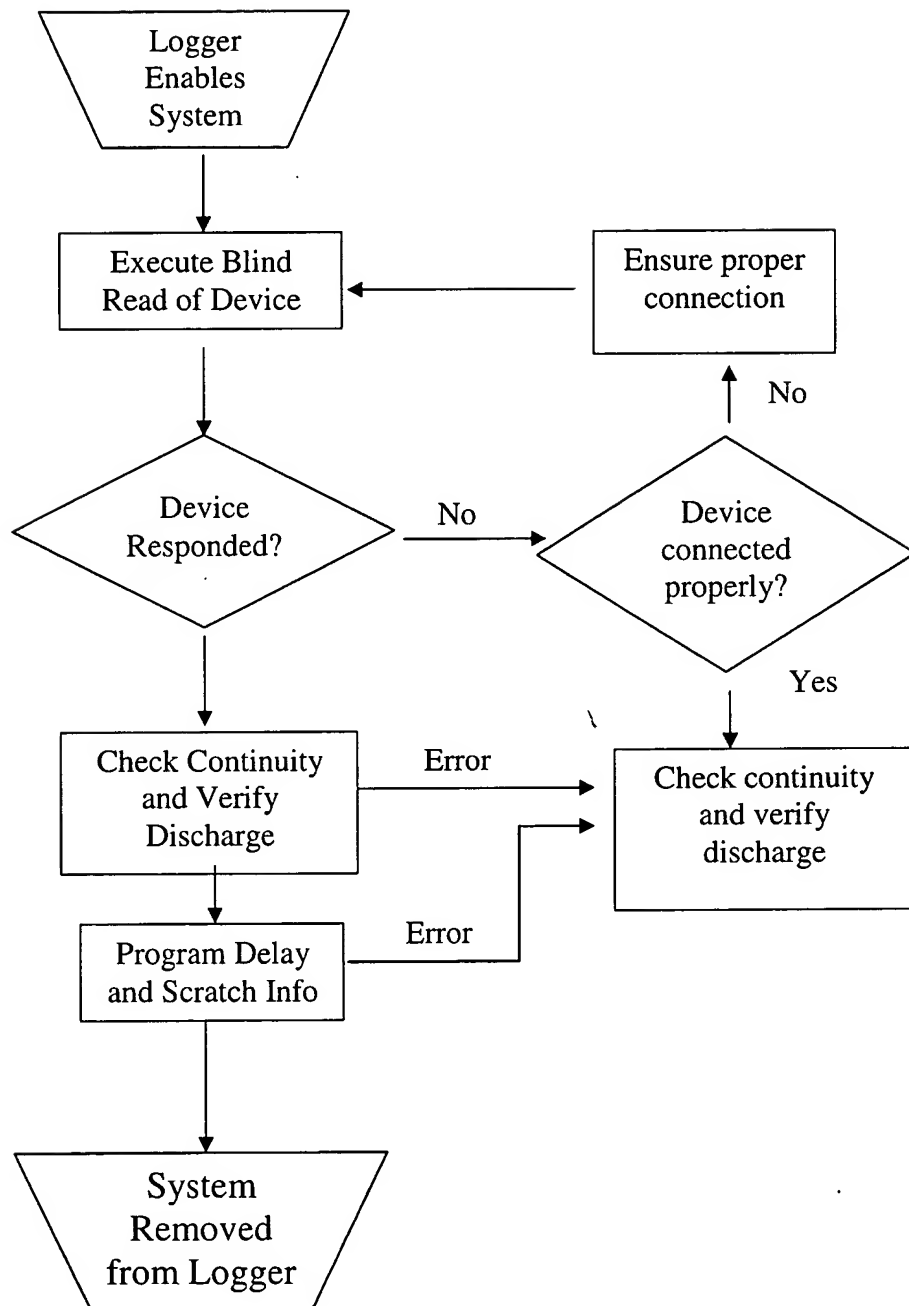 Logger
Enables
System
Execute Blind
Read of Device
Ensure proper
connection
No
Device
Responded?
No
Device
connected
properly?
Yes
Check Continuity
and Verify
Discharge
Error
Check continuity
and verify
discharge
Program Delay
and Scratch Info
Error
System
Removed
from Logger